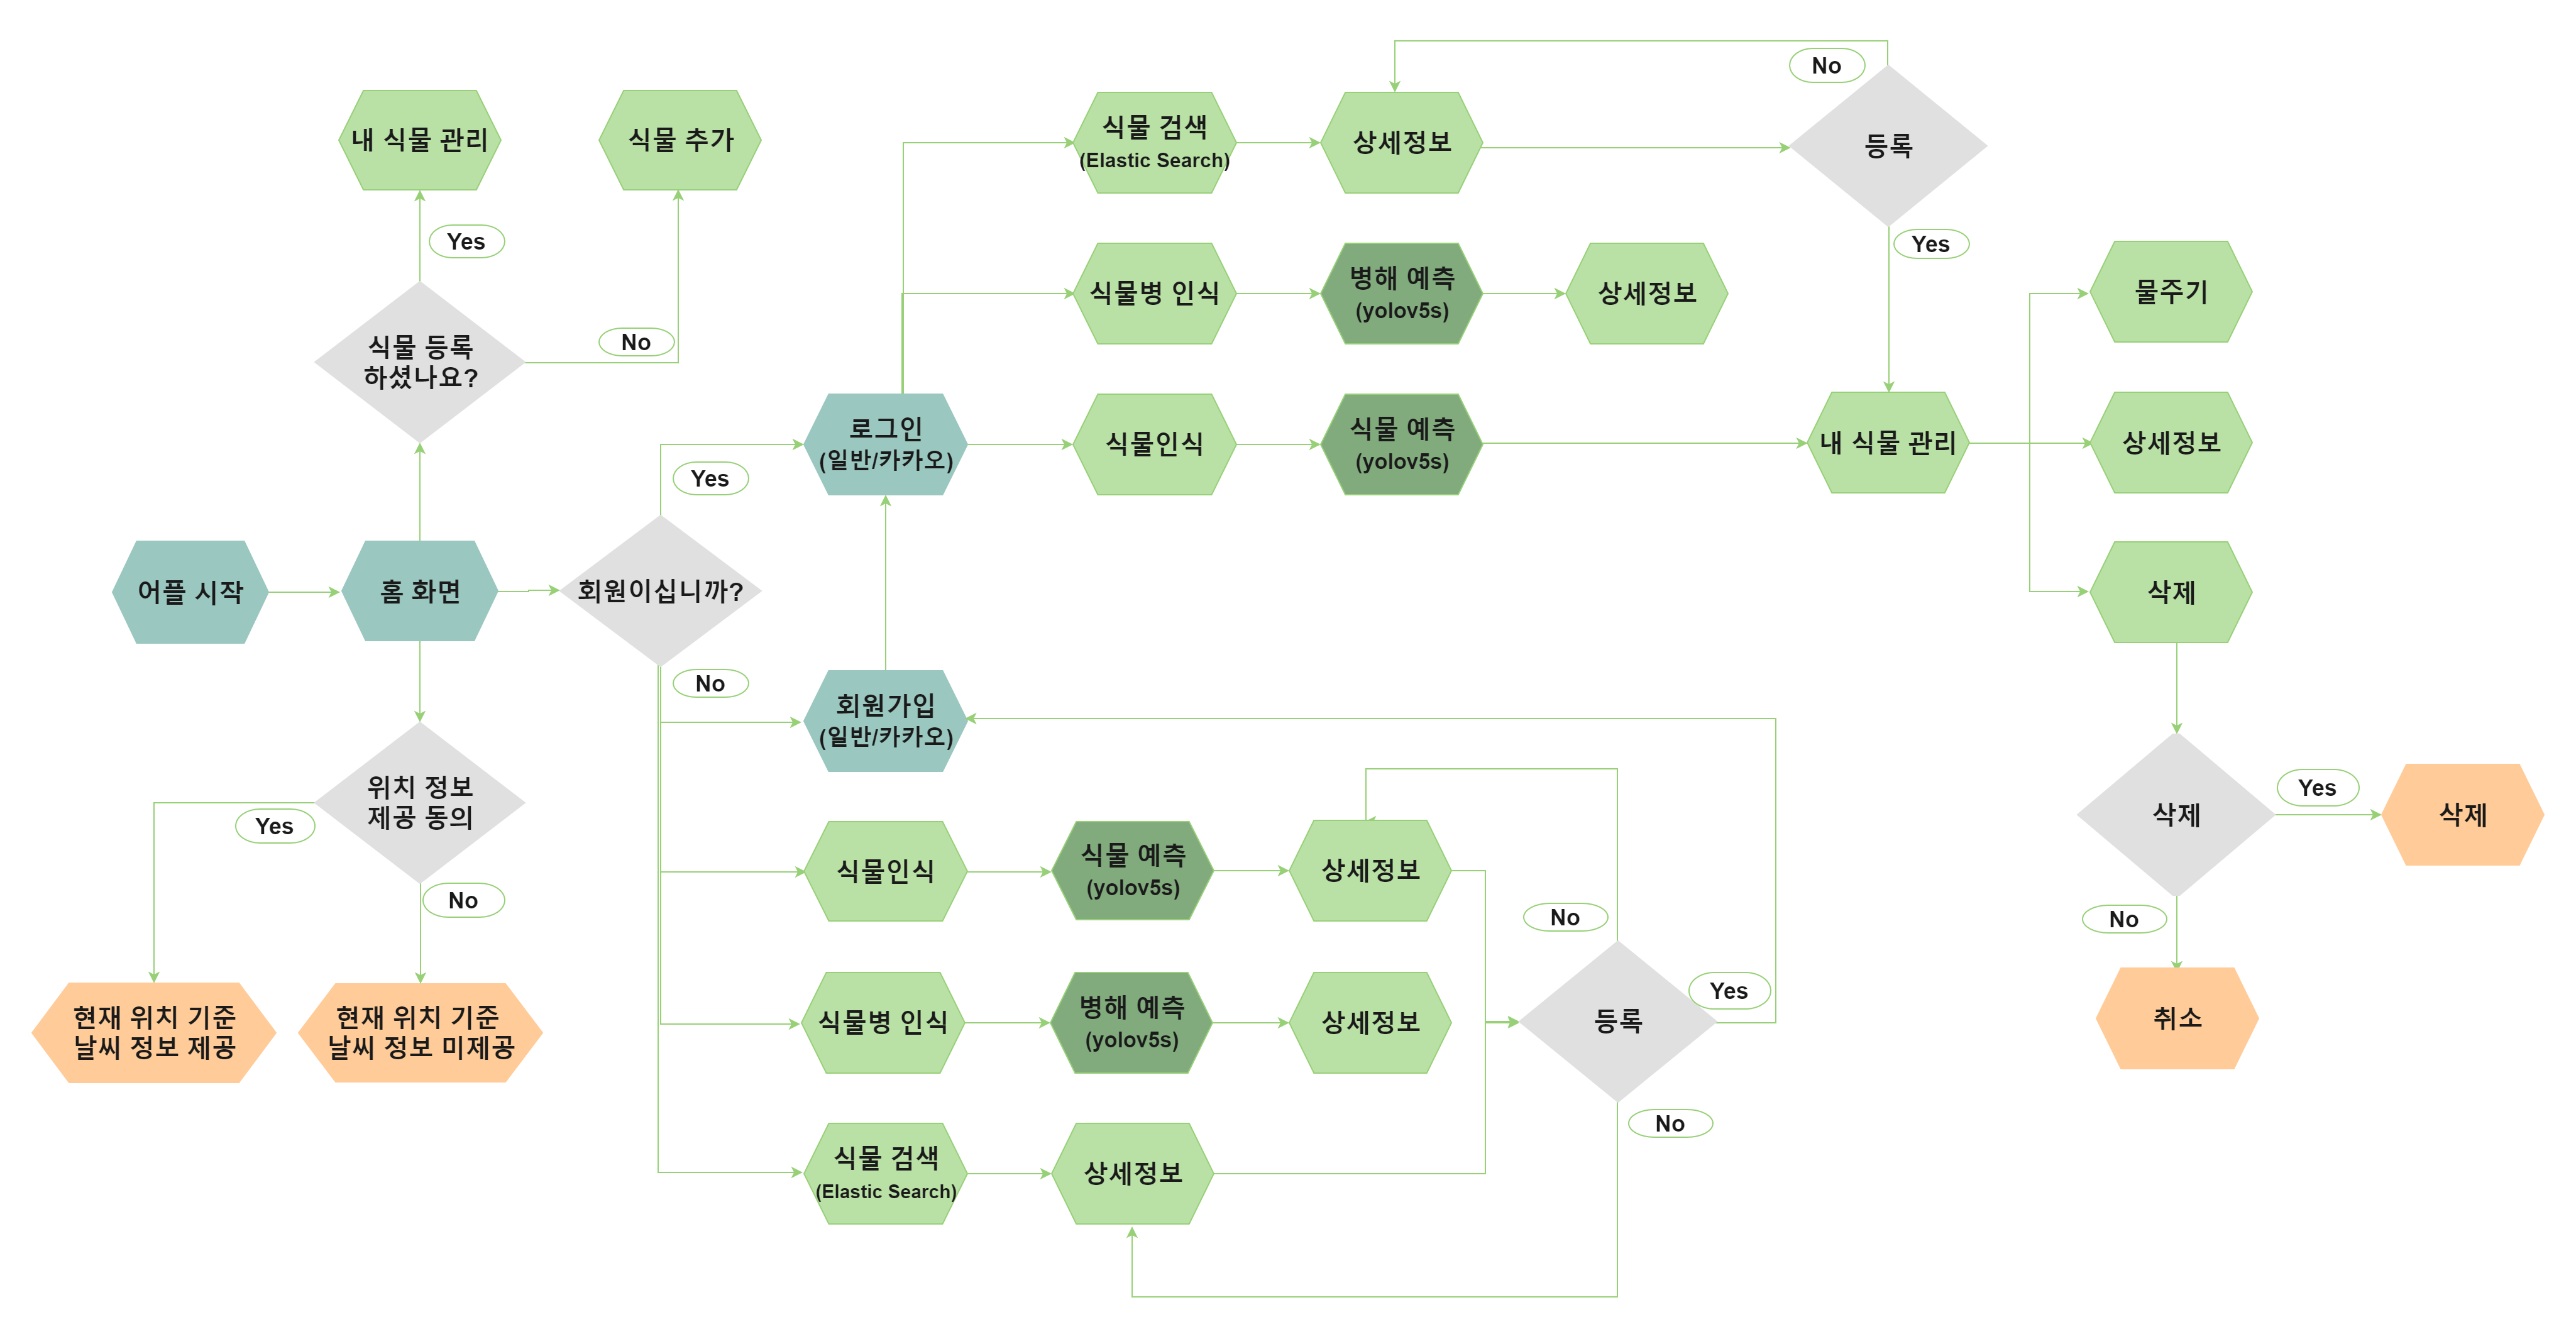 No
내 식물 관리
식물 추가
식물 검색
(Elastic Search)
상세정보
등록
Yes
Yes
식물병 인식
병해 예측
(yolov5s)
상세정보
물주기
식물 등록
하셨나요?
No
로그인
(일반/카카오)
식물인식
식물 예측
(yolov5s)
내 식물 관리
상세정보
Yes
어플 시작
홈 화면
회원이십니까?
삭제
No
회원가입
(일반/카카오)
위치 정보
제공 동의
Yes
No
삭제
Yes
삭제
No
취소
식물인식
식물 예측
(yolov5s)
상세정보
No
현재 위치 기준
날씨 정보 제공
현재 위치 기준
날씨 정보 미제공
식물병 인식
병해 예측
(yolov5s)
상세정보
등록
Yes
No
식물 검색
(Elastic Search)
상세정보